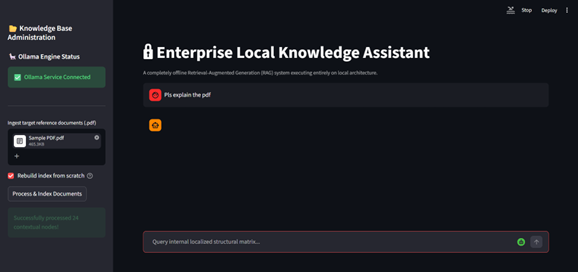 Stop
Deploy
Knowledge Base
Administration
Ollama Engine Status
Ollama Service Connected
Ingest target reference documents (.pdf)
Sample PDF.pdf
Rebuild index from scratch
Process & Index Documents
Successfully processed 24
contextual nodes!
Enterprise Local Knowledge Assistant
A completely offline Retrieval-Augmented Generation (RAG) system executing entirely on local architecture.
Pls explain the pdf
Query internal localized structural matrix...